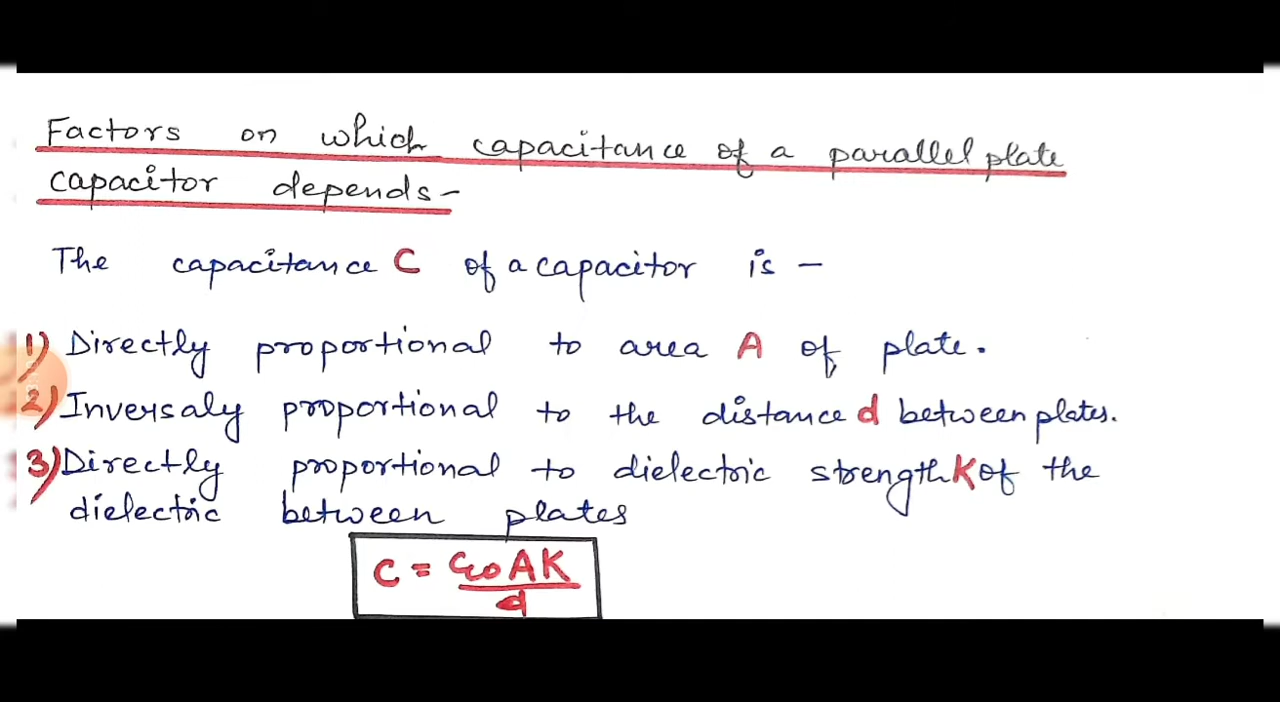 Factors on which capacitance of a parallel plate
capacitor depends-
The capacitance C of a capacitor is -
1) Directly proportional to area A of plate.
2) Inversaly proportional to the distance d between plates.
3) Directly proportional to dielectric strength K of the
dielectric between plates
C = ε0AK
d